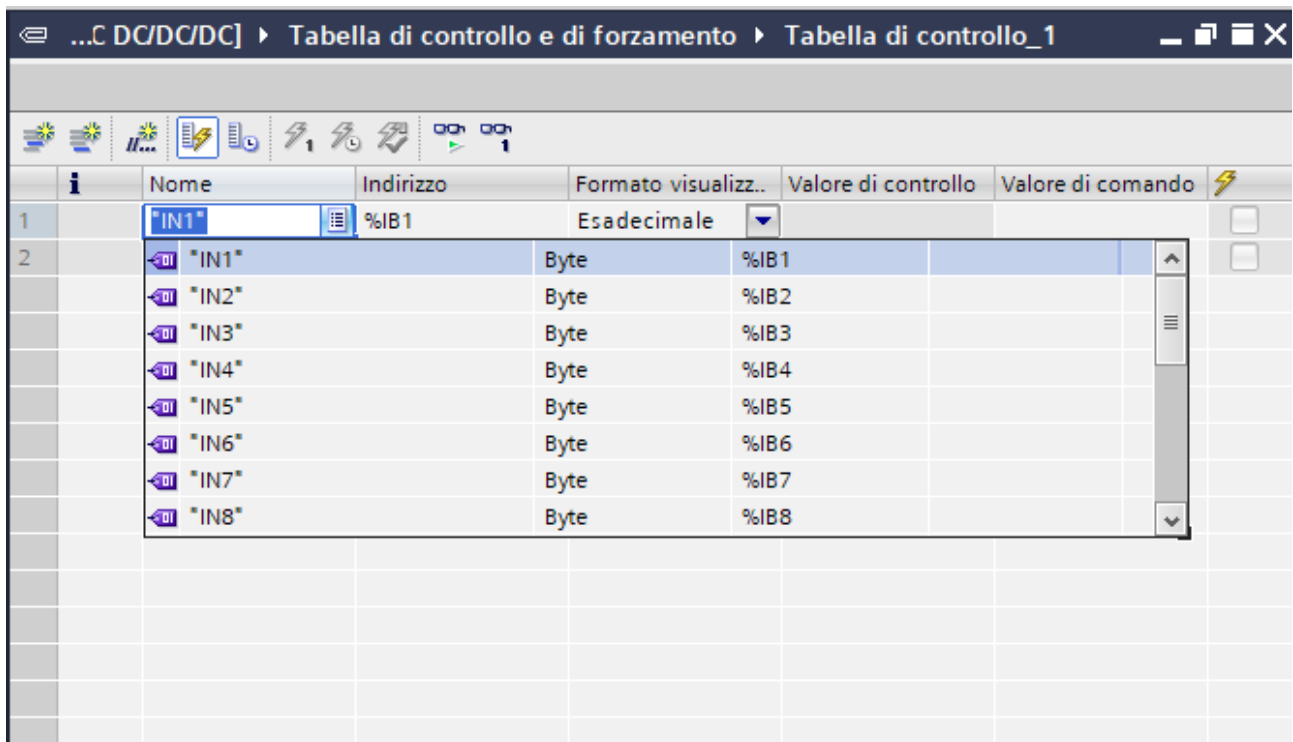 ...C DC/DC/DC] ▸ Tabella di controllo e di forzamento ▸ Tabella di controllo_1
i Nome Indirizzo Formato visualizz.. Valore di controllo Valore di comando
1 "IN1" %IB1 Esadecimale
2 "IN1" Byte %IB1
"IN2" Byte %IB2
"IN3" Byte %IB3
"IN4" Byte %IB4
"IN5" Byte %IB5
"IN6" Byte %IB6
"IN7" Byte %IB7
"IN8" Byte %IB8